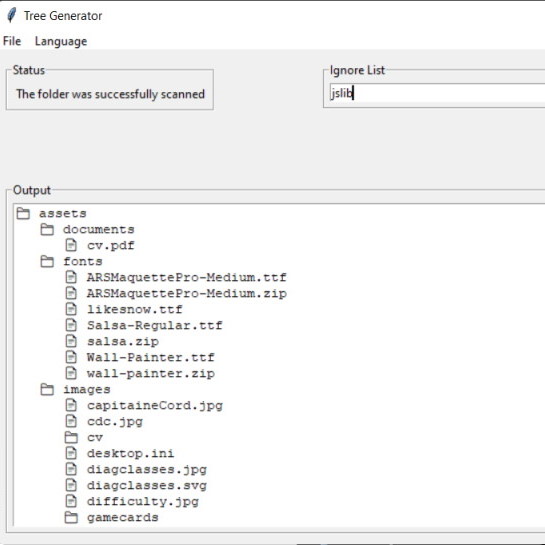 Tree Generator
File Language
Status
The folder was successfully scanned
Ignore List
jslib
Output
assets
documents
cv.pdf
fonts
ARSMaquettePro-Medium.ttf
ARSMaquettePro-Medium.zip
likesnow.ttf
Salsa-Regular.ttf
salsa.zip
Wall-Painter.ttf
wall-painter.zip
images
capitaineCord.jpg
cdc.jpg
cv
desktop.ini
diagclasses.jpg
diagclasses.svg
difficulty.jpg
gamecards